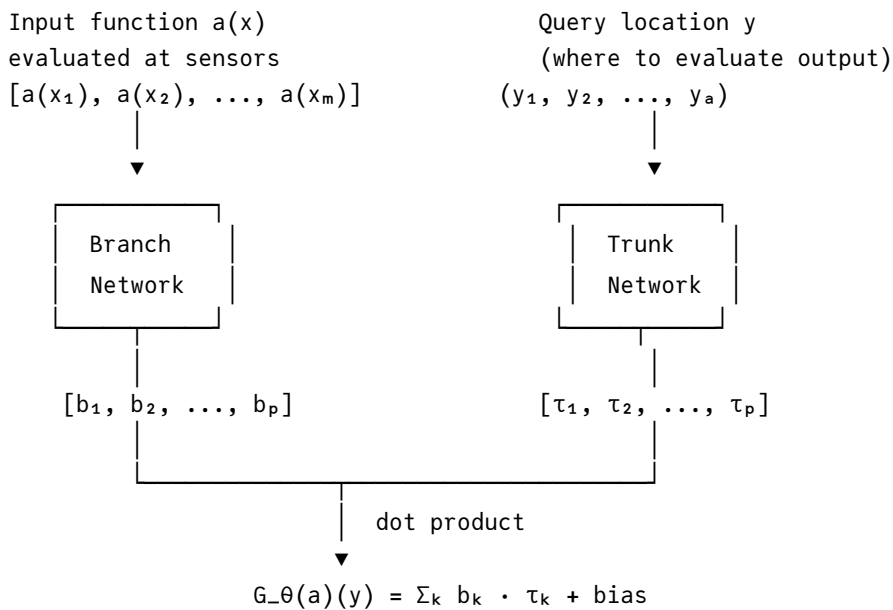 Input function a(x)
Query location y
evaluated at sensors
(where to evaluate output)
[a(x₁), a(x₂), ..., a(xₘ)]
(y₁, y₂, ..., yₐ)
Branch
Network
Trunk
Network
[b₁, b₂, ..., bₚ]
[τ₁, τ₂, ..., τₚ]
dot product
G_θ(a)(y) = Σₖ bₖ · τₖ + bias